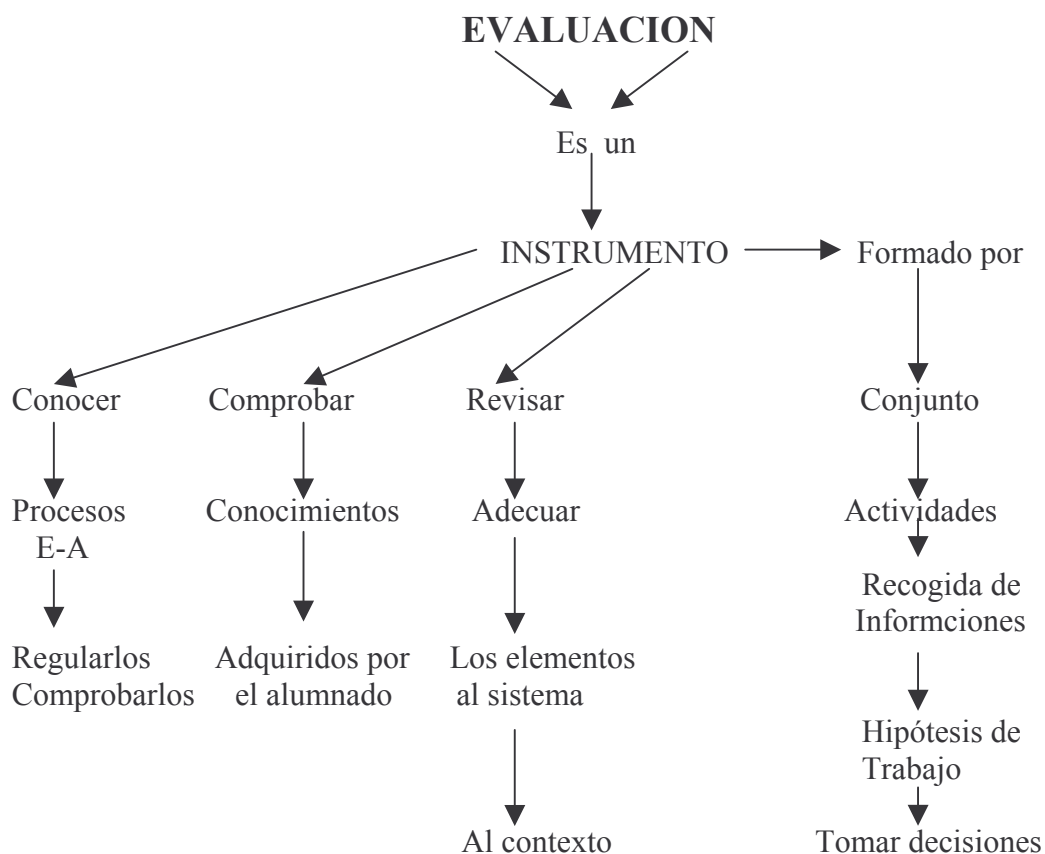 EVALUACION
Es un
INSTRUMENTO
Formado por
Conocer
Comprobar
Revisar
Conjunto
Procesos
E-A
Conocimientos
Adecuar
Actividades
Recogida de
Informciones
Regularlos
Comprobarlos
Adquiridos por
el alumnado
Los elementos
al sistema
Hipótesis de
Trabajo
Al contexto
Tomar decisiones